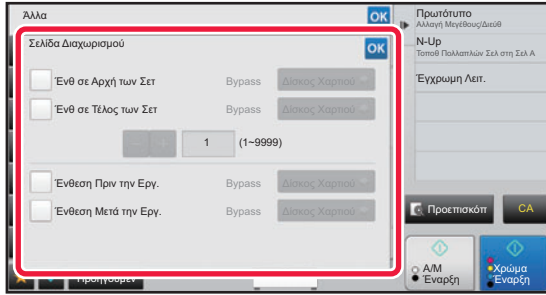 Άλλα
OK
Σελίδα Διαχωρισμού
OK
Ένθ σε Αρχή των Σετ Bypass Δίσκος Χαρτιού
Ένθ σε Τέλος των Σετ Bypass Δίσκος Χαρτιού
1 (1~9999)
Ένθεση Πριν την Εργ. Bypass Δίσκος Χαρτιού
Ένθεση Μετά την Εργ. Bypass Δίσκος Χαρτιού
Προηγούμεν
Πρωτότυπο
Αλλαγή Μεγέθους/Διεύθ
N-Up
Τοποθ Πολλαπλών Σελ στη Σελ Α
Έγχρωμη Λειτ.
Προεπισκόπ
CA
Α/Μ
Έναρξη
Χρώμα
Έναρξη